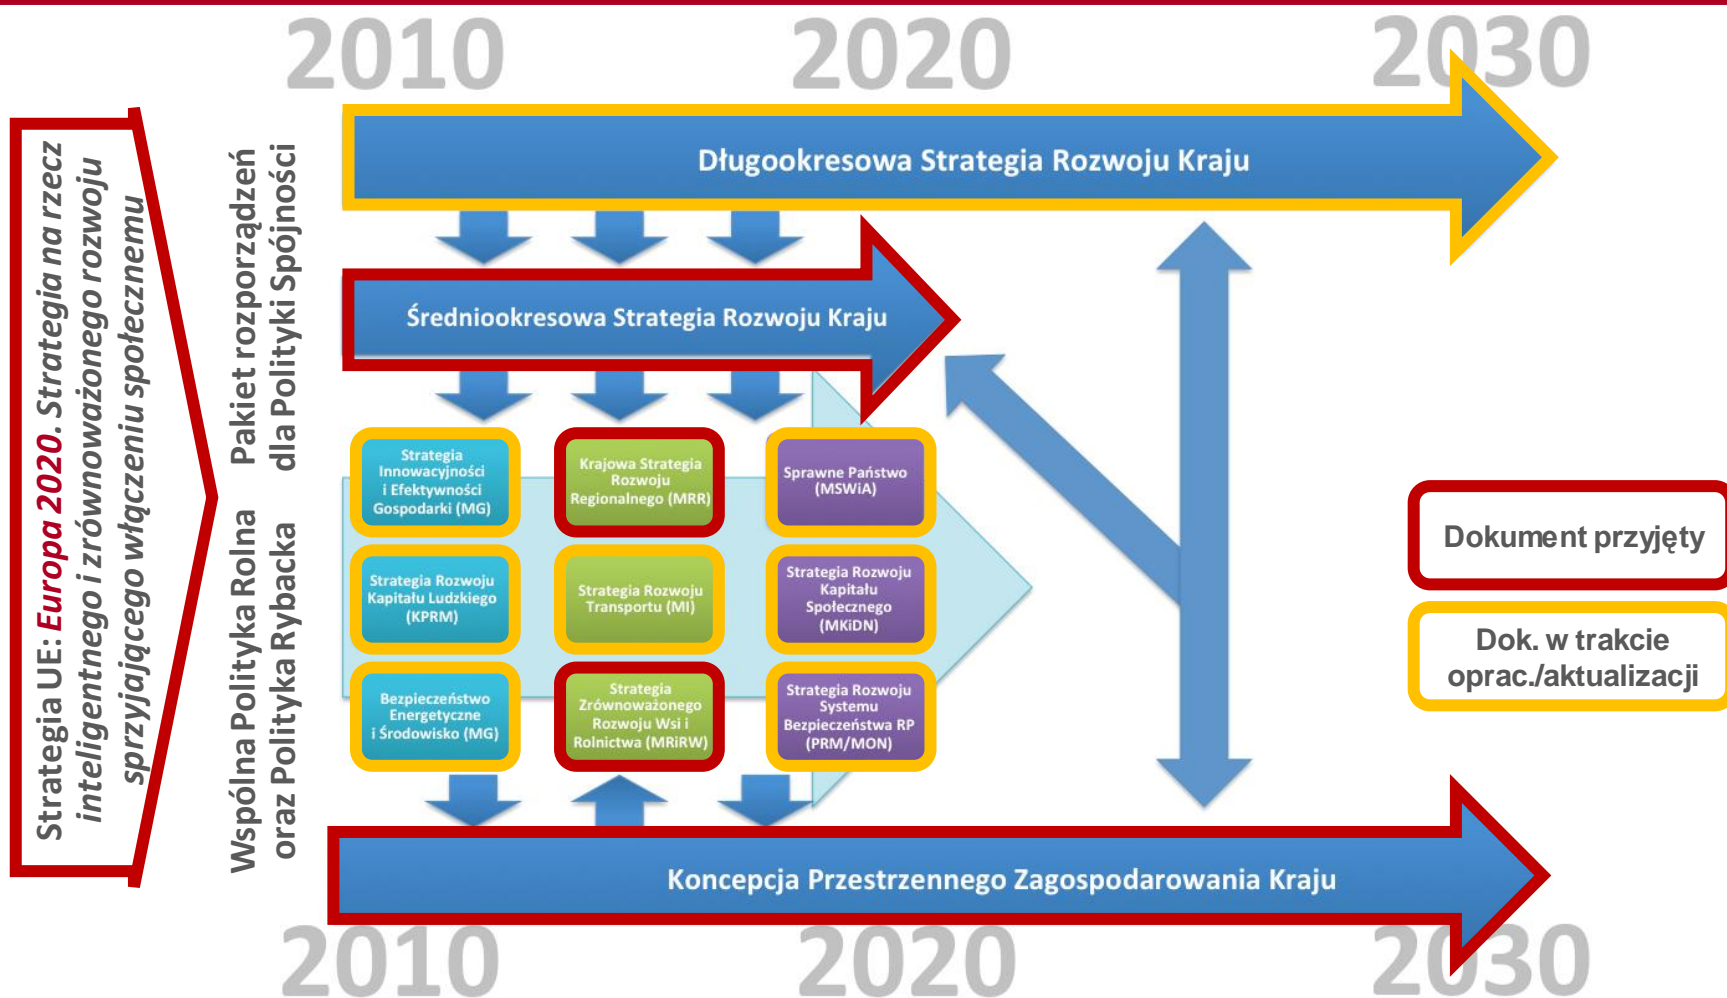 2010
2020
2030
Strategia UE: Europa 2020. Strategia na rzecz
inteligentnego i zrównoważonego rozwoju
sprzyjającego włączeniu społecznemu
Pakiet rozporządzeń
dla Polityki Spójności
Wspólna Polityka Rolna
oraz Polityka Rybacka
Długookresowa Strategia Rozwoju Kraju
Średniookresowa Strategia Rozwoju Kraju
Strategia
Innowacyjności
i Efektywności
Gospodarki (MG)
Krajowa Strategia
Rozwoju
Regionalnego (MRR)
Sprawne Państwo
(MSWiA)
Strategia Rozwoju
Kapitału Ludzkiego
(KPRM)
Strategia Rozwoju
Transportu (MI)
Strategia Rozwoju
Kapitału
Społecznego
(MKiDN)
Bezpieczeństwo
Energetyczne
i Środowisko (MG)
Strategia
Zrównoważonego
Rozwoju Wsi i
Rolnictwa (MRiRW)
Strategia Rozwoju
Systemu
Bezpieczeństwa RP
(PRM/MON)
Dokument przyjęty
Dok. w trakcie
oprac./aktualizacji
Koncepcja Przestrzennego Zagospodarowania Kraju
2010
2020
2030